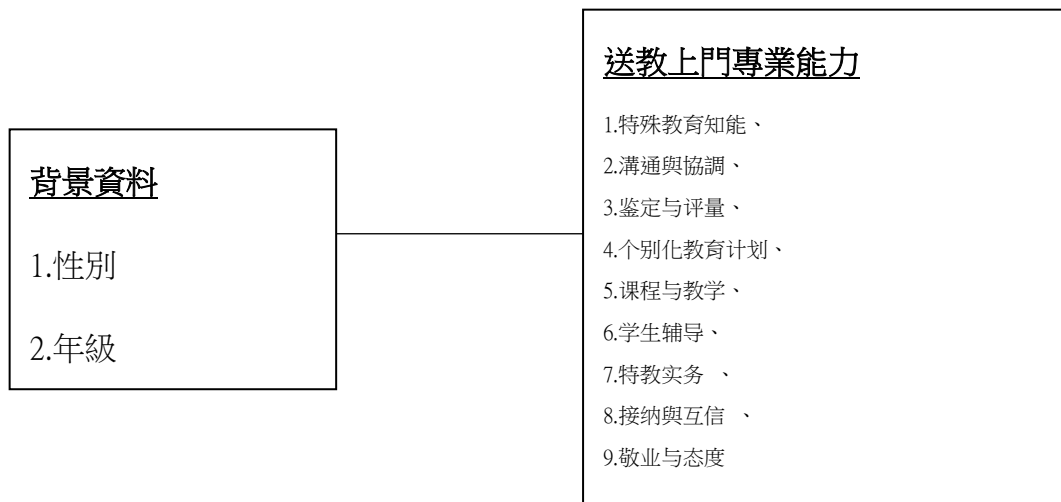 背景資料
1.性別
2.年級
送教上門專業能力
1.特殊教育知能、
2.溝通與協調、
3.鉴定与评量、
4.个别化教育计划、
5.课程与教学、
6.学生辅导、
7.特教实务 、
8.接纳與互信 、
9.敬业与态度